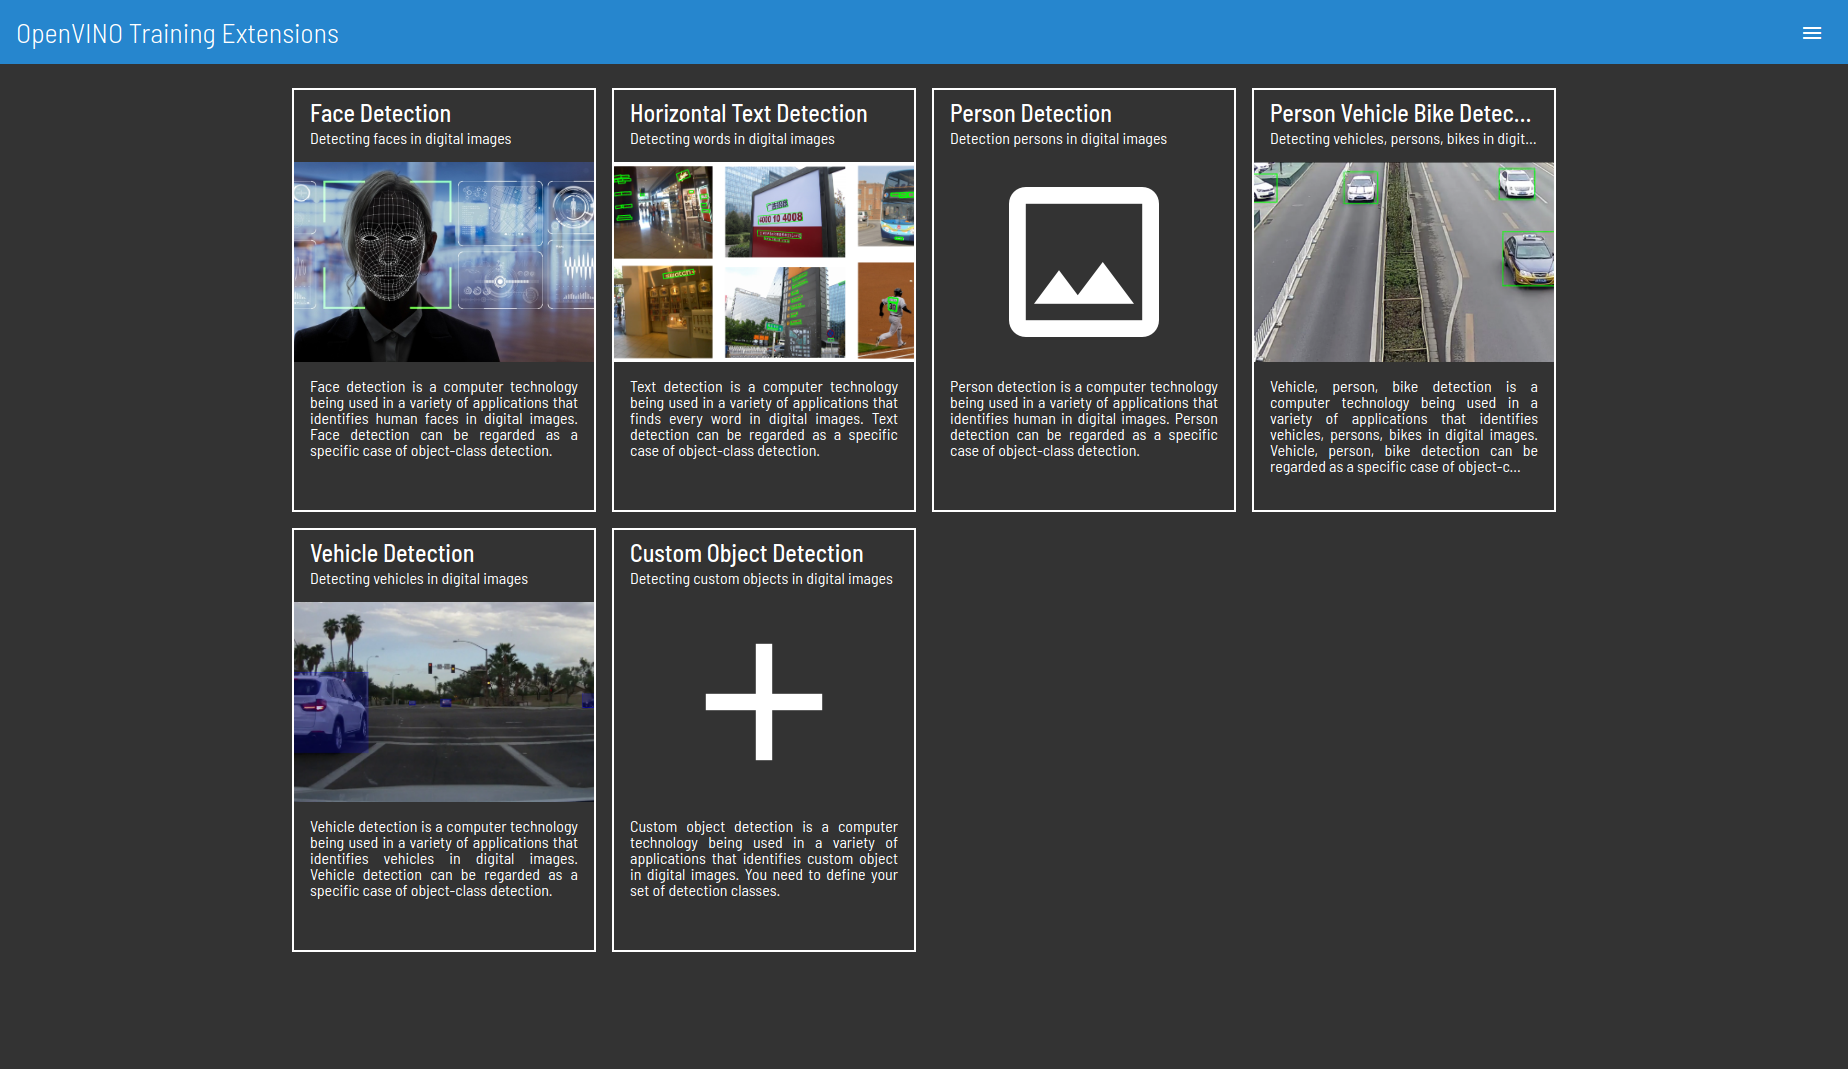 OpenVINO Training Extensions
Face Detection
Detecting faces in digital images
Face detection is a computer technology
being used in a variety of applications that
identifies human faces in digital images.
Face detection can be regarded as a
specific case of object-class detection.
Horizontal Text Detection
Detecting words in digital images
4000 10 4008
Text detection is a computer technology
being used in a variety of applications that
finds every word in digital images. Text
detection can be regarded as a specific
case of object-class detection.
Person Detection
Detection persons in digital images
Person detection is a computer technology
being used in a variety of applications that
identifies human in digital images. Person
detection can be regarded as a specific
case of object-class detection.
Person Vehicle Bike Detec...
Detecting vehicles, persons, bikes in digit...
Vehicle, person, bike detection is a
computer technology being used in a
variety of applications that identifies
vehicles, persons, bikes in digital images.
Vehicle, person, bike detection can be
regarded as a specific case of object-c...
Vehicle Detection
Detecting vehicles in digital images
Vehicle detection is a computer technology
being used in a variety of applications that
identifies vehicles in digital images.
Vehicle detection can be regarded as a
specific case of object-class detection.
Custom Object Detection
Detecting custom objects in digital images
Custom object detection is a computer
technology being used in a variety of
applications that identifies custom object
in digital images. You need to define your
set of detection classes.